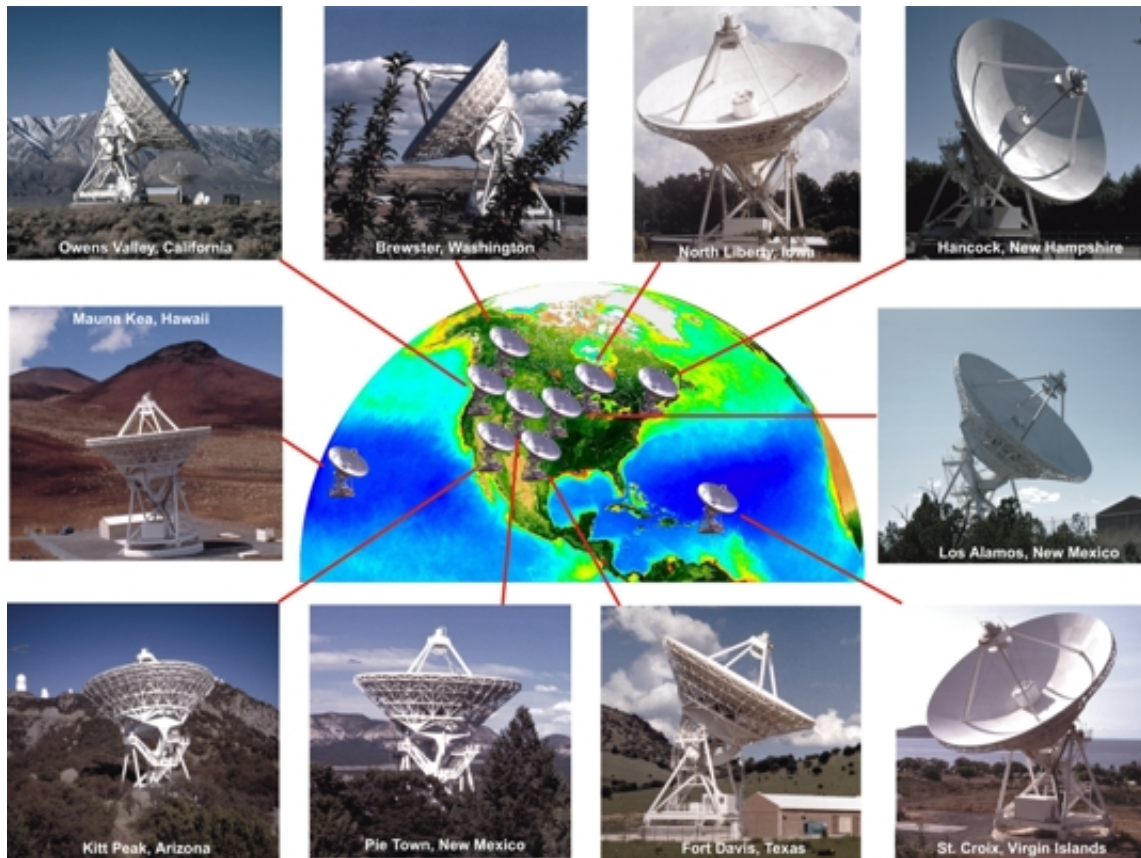 Owens Valley, California
Brewster, Washington
North Liberty, Iowa
Hancock, New Hampshire
Mauna Kea, Hawaii
Los Alamos, New Mexico
Kitt Peak, Arizona
Pie Town, New Mexico
Fort Davis, Texas
St. Croix, Virgin Islands